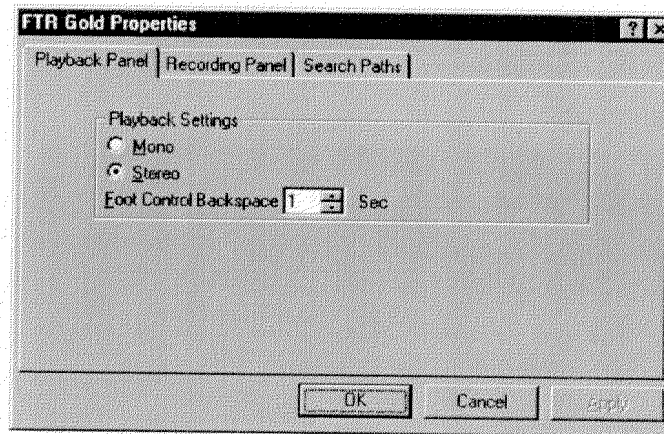 FTR Gold Properties
Playback Panel Recording Panel Search Paths
Playback Settings
Mono
Stereo
Foot Control Backspace 1 Sec
OK Cancel Apply